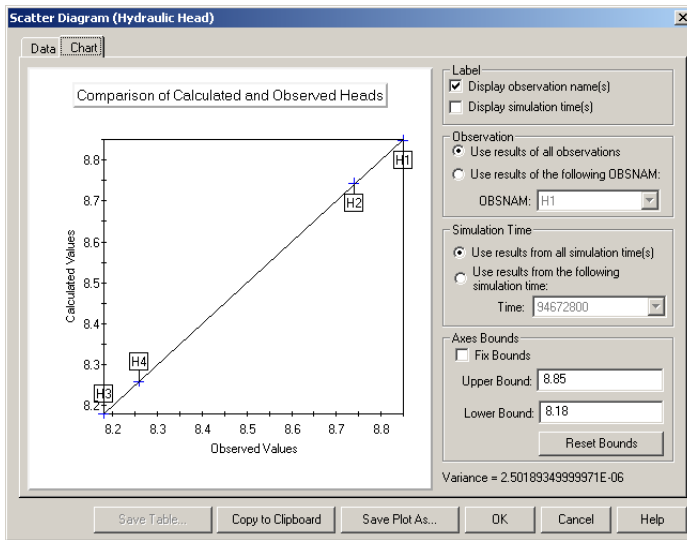 Scatter Diagram (Hydraulic Head)
Data Chart
Comparison of Calculated and Observed Heads
Calculated Values
8.8
8.7
8.6
8.5
8.4
8.3
8.2
H1
H2
H4
H3
8.2 8.3 8.4 8.5 8.6 8.7 8.8
Observed Values
Label
Display observation name(s)
Display simulation time(s)
Observation
Use results of all observations
Use results of the following OBSNAM:
OBSNAM: H1
Simulation Time
Use results from all simulation time(s)
Use results from the following
simulation time:
Time: 94672800
Axes Bounds
Fix Bounds
Upper Bound: 8.85
Lower Bound: 8.18
Reset Bounds
Variance = 2.50189349999971E-06
Save Table... Copy to Clipboard Save Plot As... OK Cancel Help